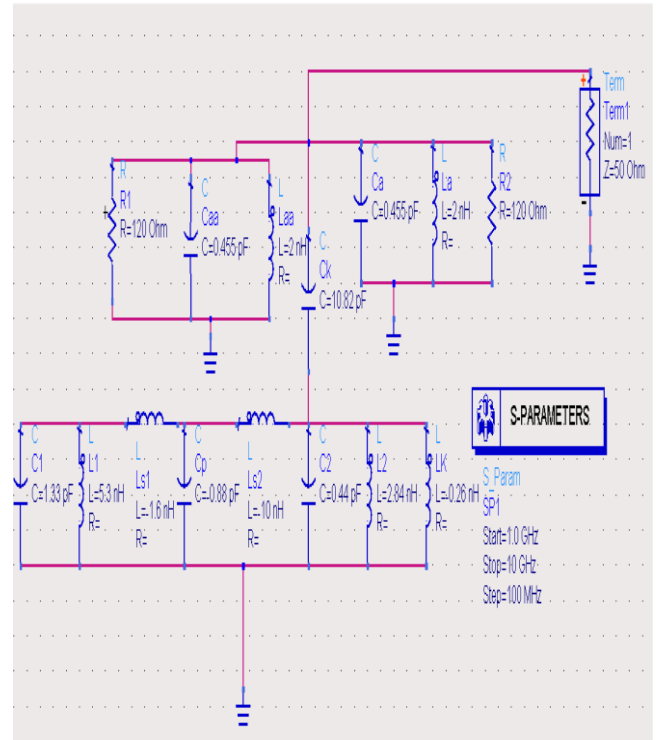 Term
Term1
Num=1
Z=50 Ohm
R
R1
R=120 Ohm
C
Caa
C=0.455 pF
L
Laa
L=2 nH
R=
C
Ck
C=10.82 pF
C
Ca
C=0.455 pF
L
La
L=2 nH
R=
R
R2
R=120 Ohm
C
C1
C=1.33 pF
L
L1
L=5.3 nH
R=
L
Ls1
L=.1.6 nH
R=
C
Cp
C=-0.88 pF
L
Ls2
L=.10 nH
R=
C
C2
C=0.44 pF
L
L2
L=2.84 nH
R=
L
LK
L=-0.26 nH
R=
S-PARAMETERS
S_Param
SP1
Start=1.0 GHz
Stop=10 GHz
Step=100 MHz